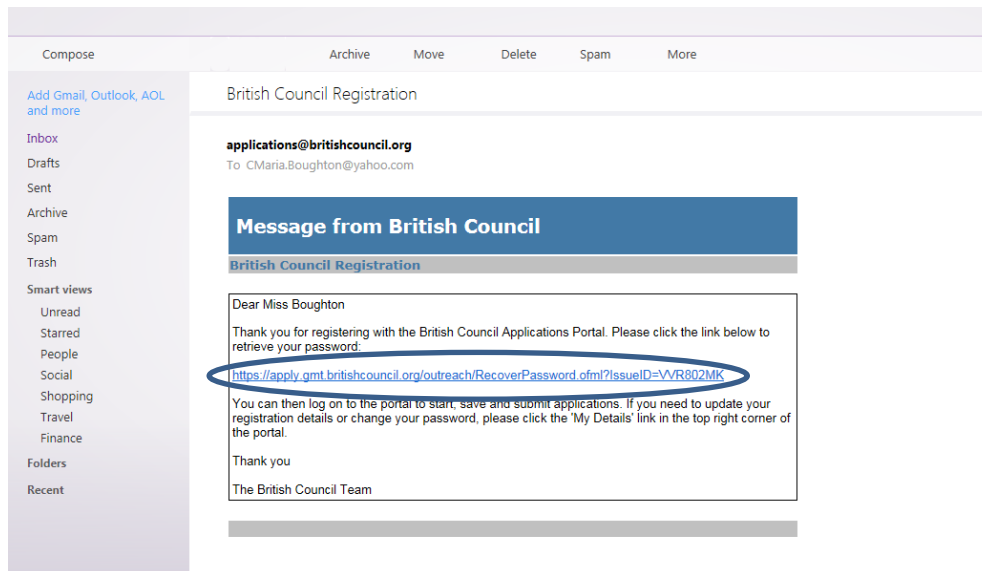 Compose
Archive Move Delete Spam More
Add Gmail, Outlook, AOL
and more
Inbox
Drafts
Sent
Archive
Spam
Trash
Smart views
Unread
Starred
People
Social
Shopping
Travel
Finance
Folders
Recent
British Council Registration
applications@britishcouncil.org
To CMaria.Boughton@yahoo.com
Message from British Council
British Council Registration
Dear Miss Boughton
Thank you for registering with the British Council Applications Portal. Please click the link below to
retrieve your password:
https://apply.gmt.britishcouncil.org/outreach/RecoverPassword.ofml?IssueID=VVR802MK
You can then log on to the portal to start, save and submit applications. If you need to update your
registration details or change your password, please click the 'My Details' link in the top right corner of
the portal.
Thank you
The British Council Team